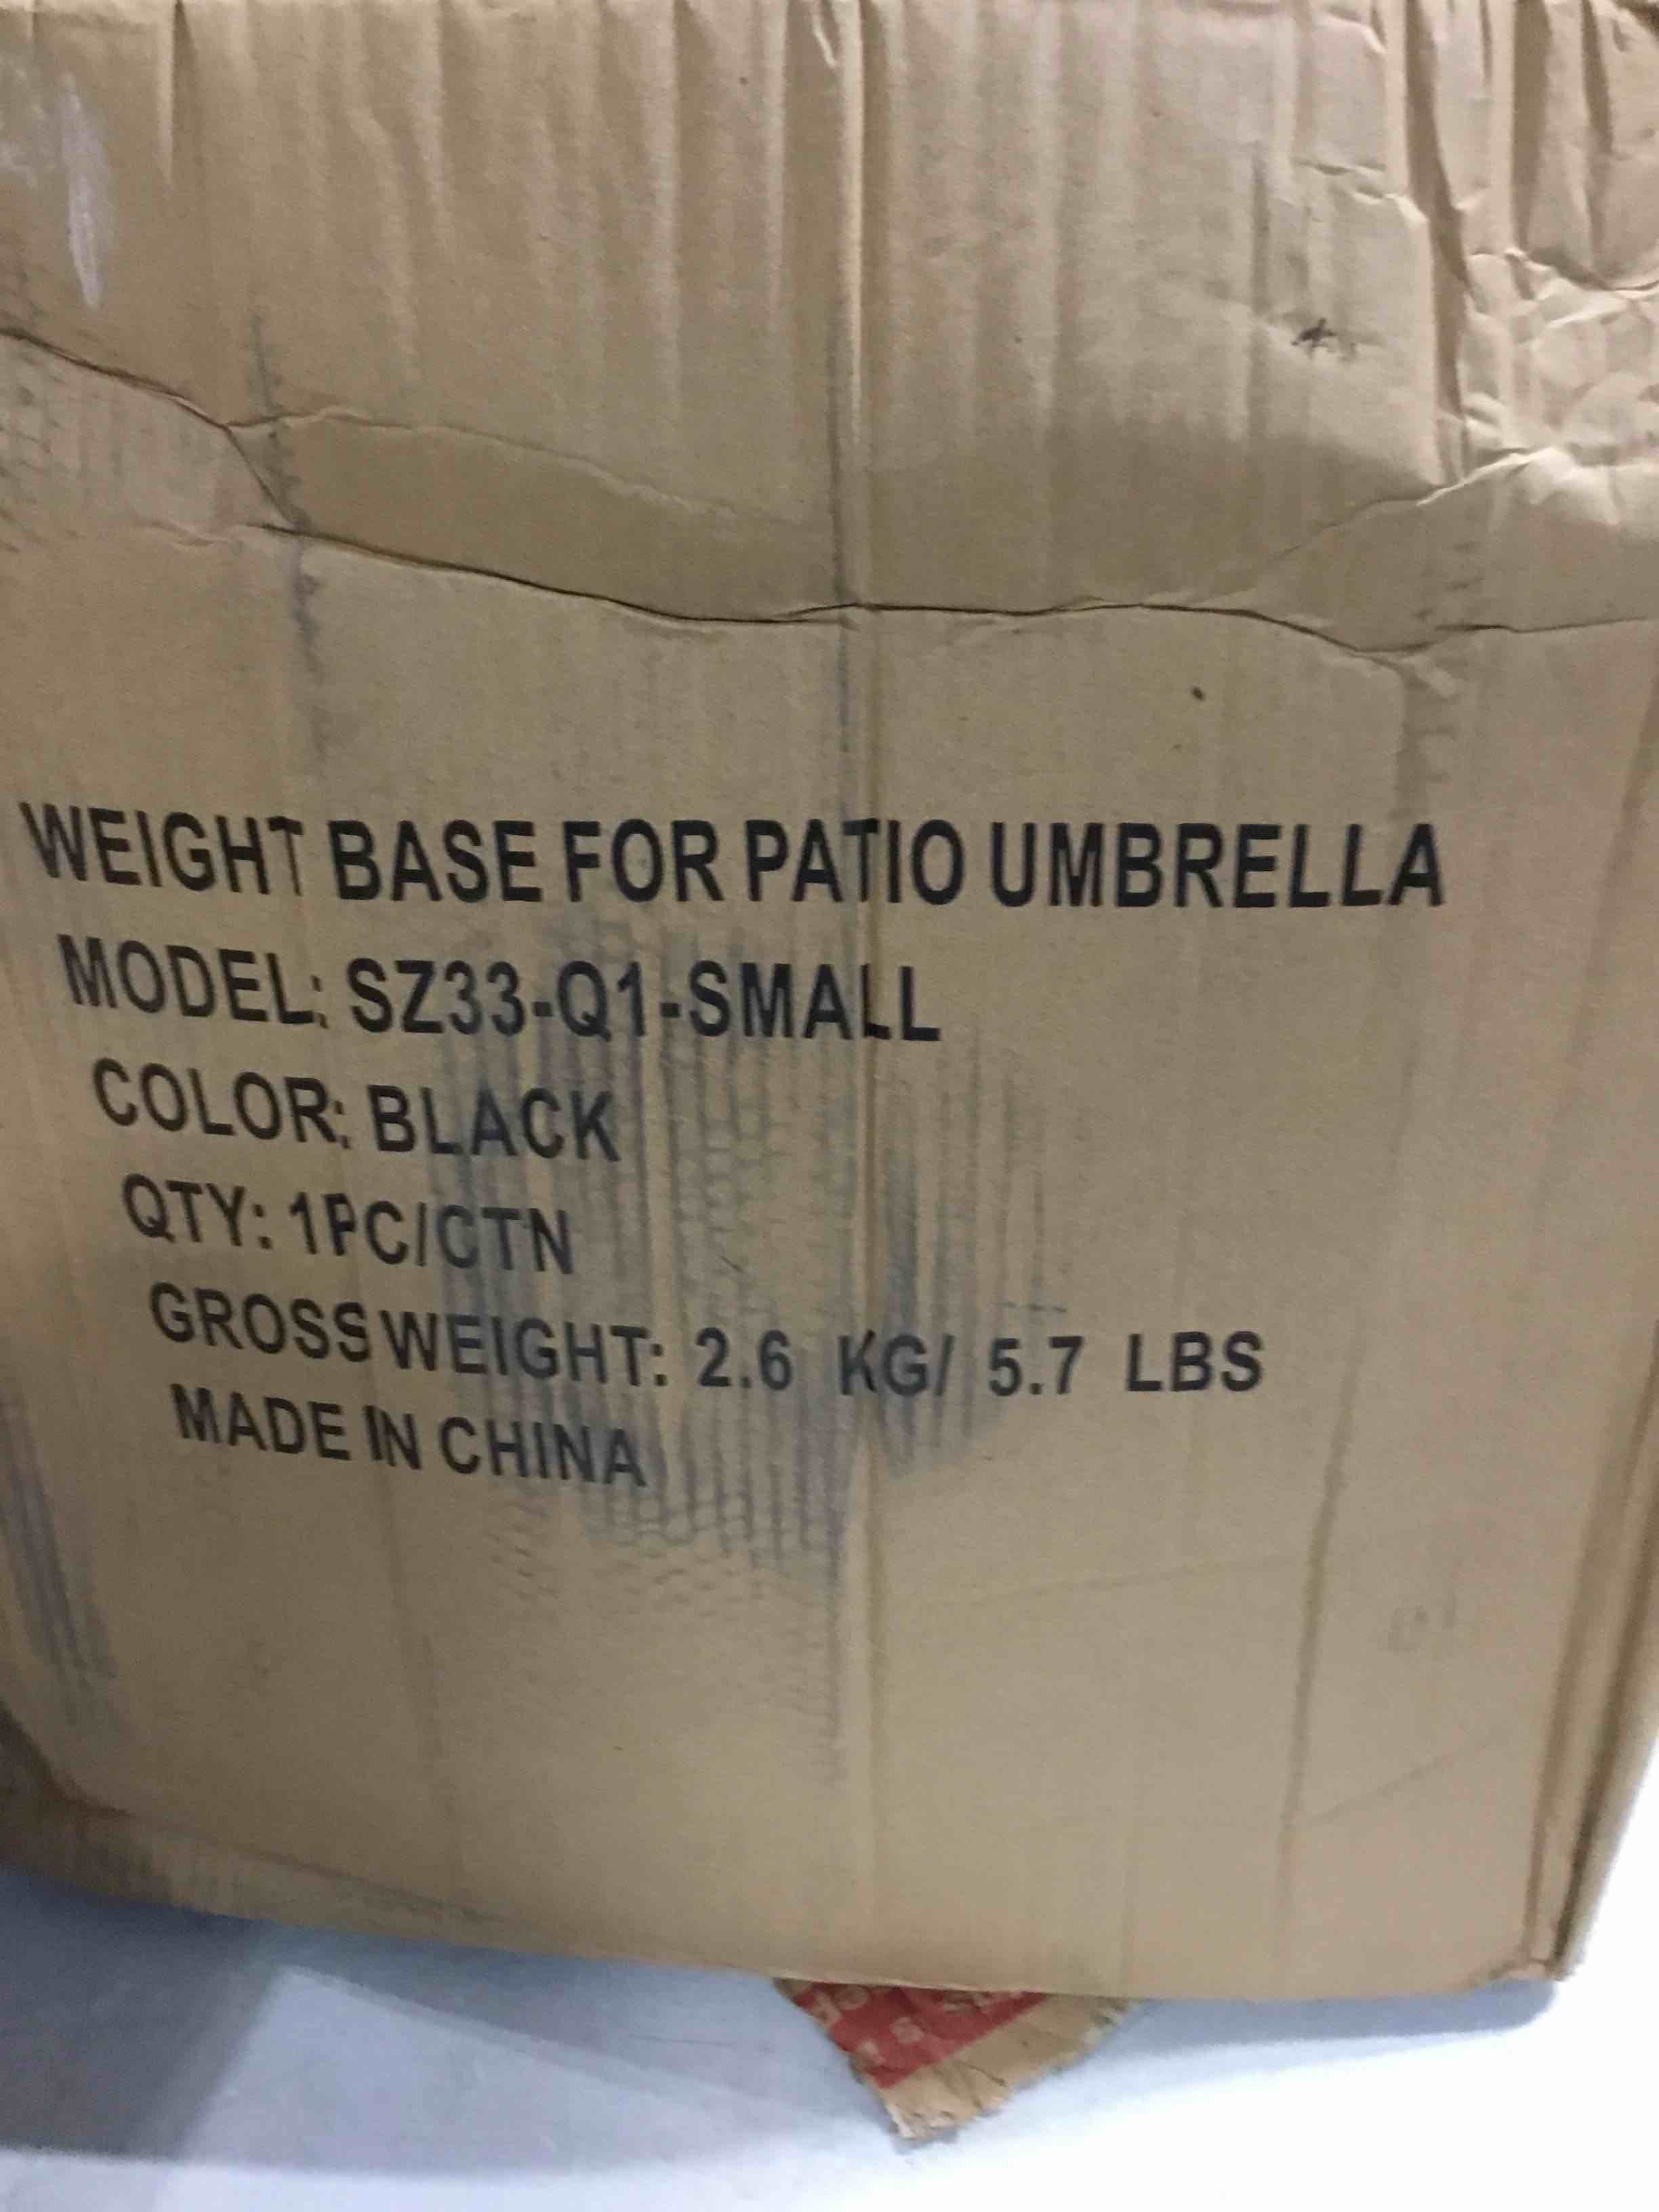 WEIGHT BASE FOR PATIO UMBRELLA
MODEL: SZ33-Q1-SMALL
COLOR: BLACK
QTY: 1PC/CTN
GROSS WEIGHT: 2.6 KG/ 5.7 LBS
MADE IN CHINA